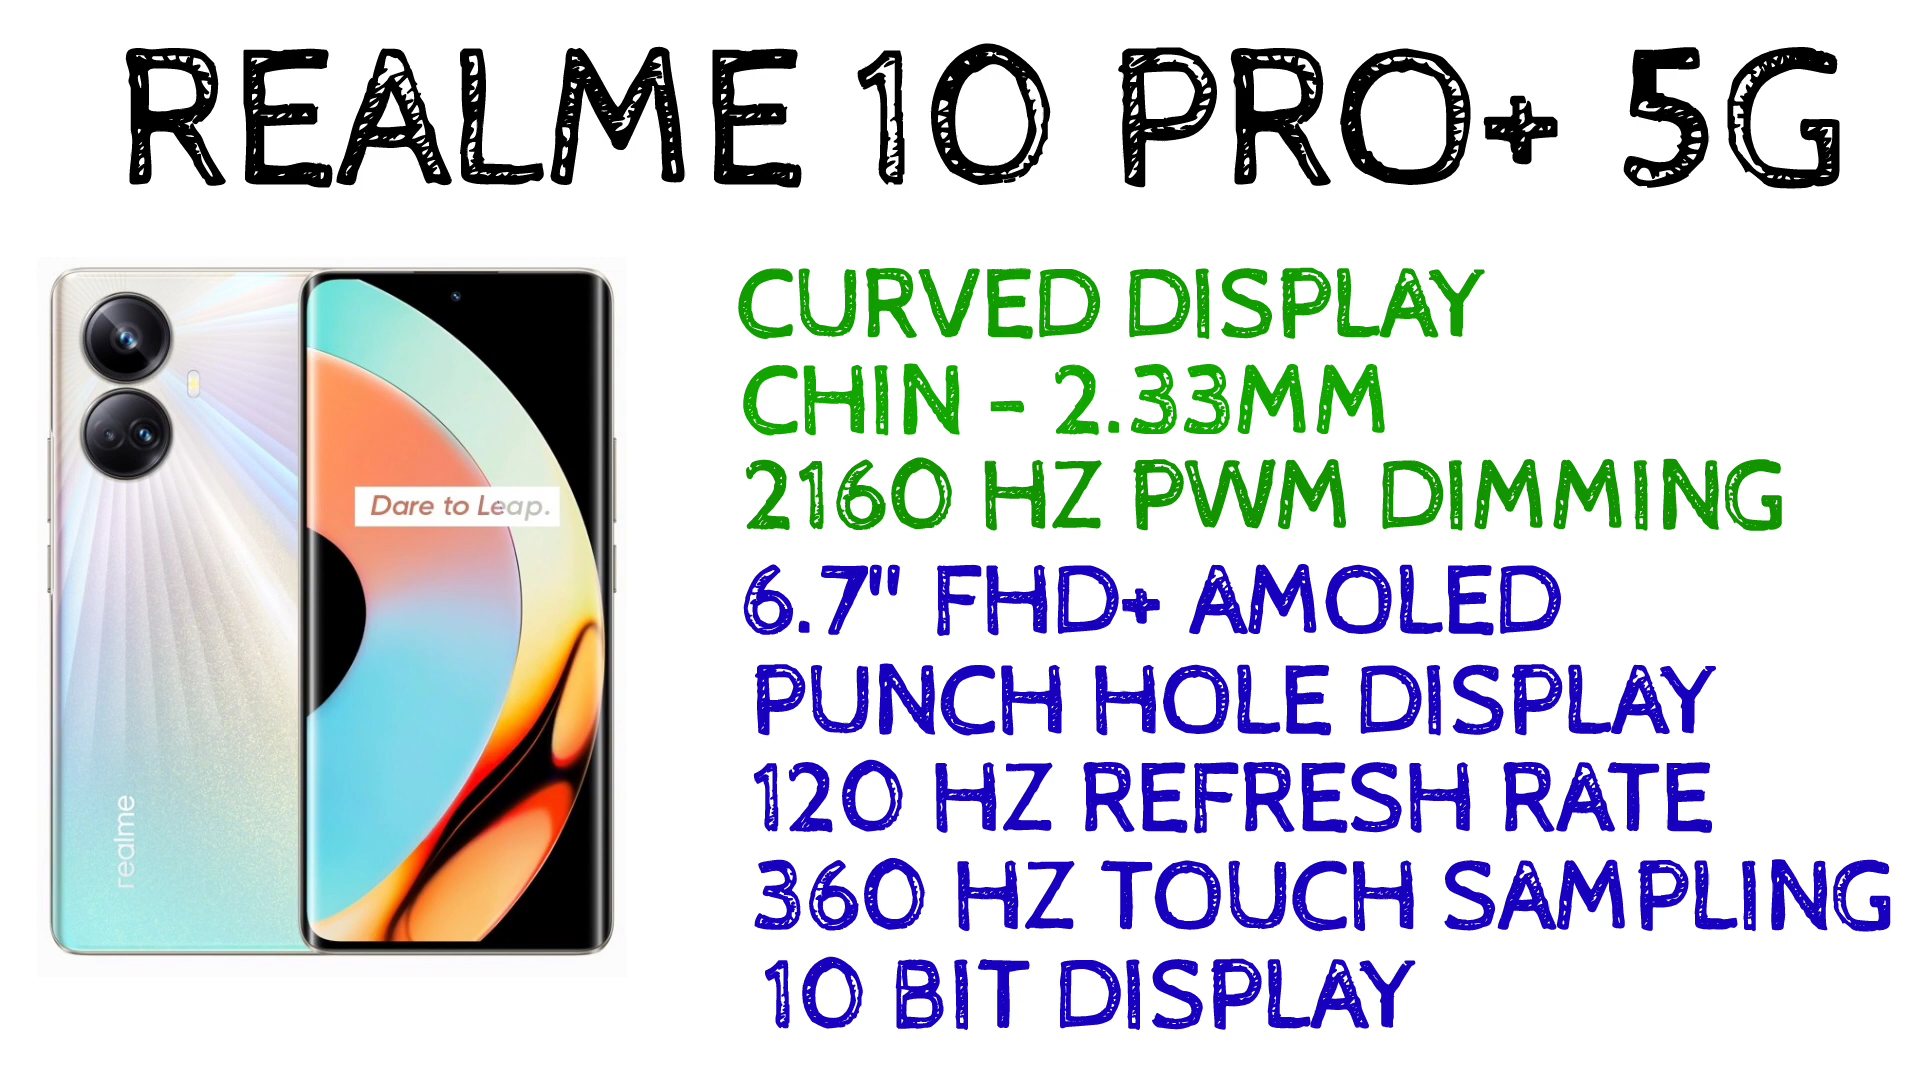 REALME 10 PRO+ 5G
CURVED DISPLAY
CHIN - 2.33MM
2160 HZ PWM DIMMING
6.7" FHD+ AMOLED
PUNCH HOLE DISPLAY
120 HZ REFRESH RATE
360 HZ TOUCH SAMPLING
10 BIT DISPLAY
Dare to Leap.
realme